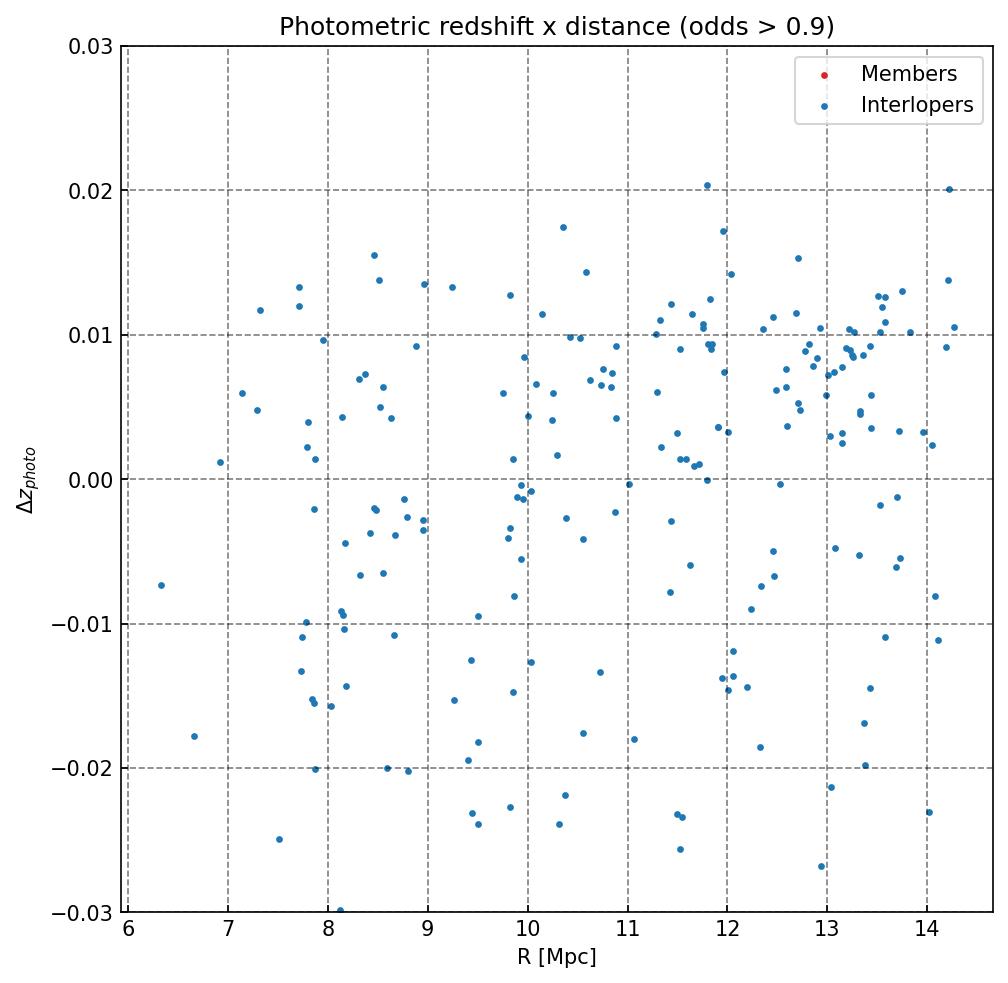 Photometric redshift x distance (odds > 0.9)
Members
Interlopers
0.03
0.02
0.01
0.00
−0.01
−0.02
−0.03
Δz_photo
6 7 8 9 10 11 12 13 14
R [Mpc]